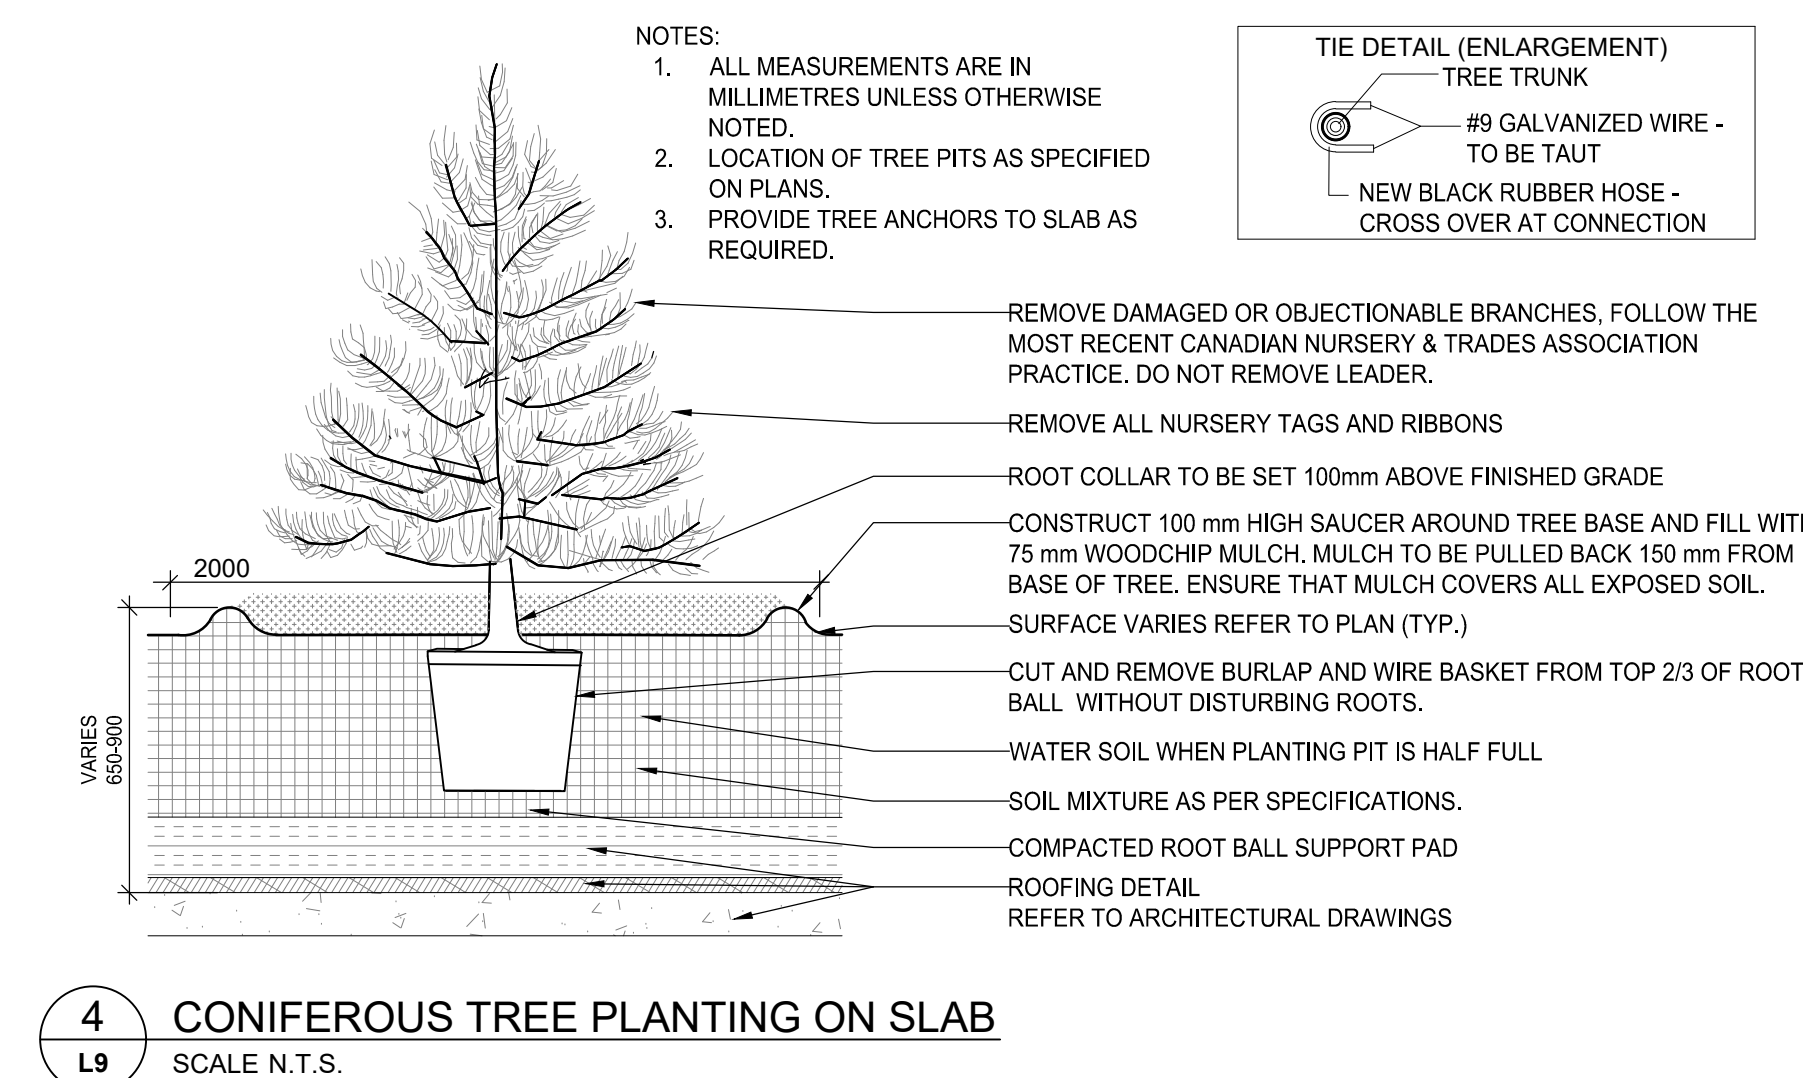 NOTES:
1. ALL MEASUREMENTS ARE IN
MILLIMETRES UNLESS OTHERWISE
NOTED.
2. LOCATION OF TREE PITS AS SPECIFIED
ON PLANS.
3. PROVIDE TREE ANCHORS TO SLAB AS
REQUIRED.
TIE DETAIL (ENLARGEMENT)
TREE TRUNK
#9 GALVANIZED WIRE -
TO BE TAUT
NEW BLACK RUBBER HOSE -
CROSS OVER AT CONNECTION
REMOVE DAMAGED OR OBJECTIONABLE BRANCHES, FOLLOW THE
MOST RECENT CANADIAN NURSERY & TRADES ASSOCIATION
PRACTICE. DO NOT REMOVE LEADER.
REMOVE ALL NURSERY TAGS AND RIBBONS
ROOT COLLAR TO BE SET 100mm ABOVE FINISHED GRADE
CONSTRUCT 100 mm HIGH SAUCER AROUND TREE BASE AND FILL WITH
75 mm WOODCHIP MULCH. MULCH TO BE PULLED BACK 150 mm FROM
BASE OF TREE. ENSURE THAT MULCH COVERS ALL EXPOSED SOIL.
SURFACE VARIES REFER TO PLAN (TYP.)
CUT AND REMOVE BURLAP AND WIRE BASKET FROM TOP 2/3 OF ROOT
BALL WITHOUT DISTURBING ROOTS.
WATER SOIL WHEN PLANTING PIT IS HALF FULL
SOIL MIXTURE AS PER SPECIFICATIONS.
COMPACTED ROOT BALL SUPPORT PAD
ROOFING DETAIL
REFER TO ARCHITECTURAL DRAWINGS
2000
VARIES
650-900
4
L9
CONIFEROUS TREE PLANTING ON SLAB
SCALE N.T.S.